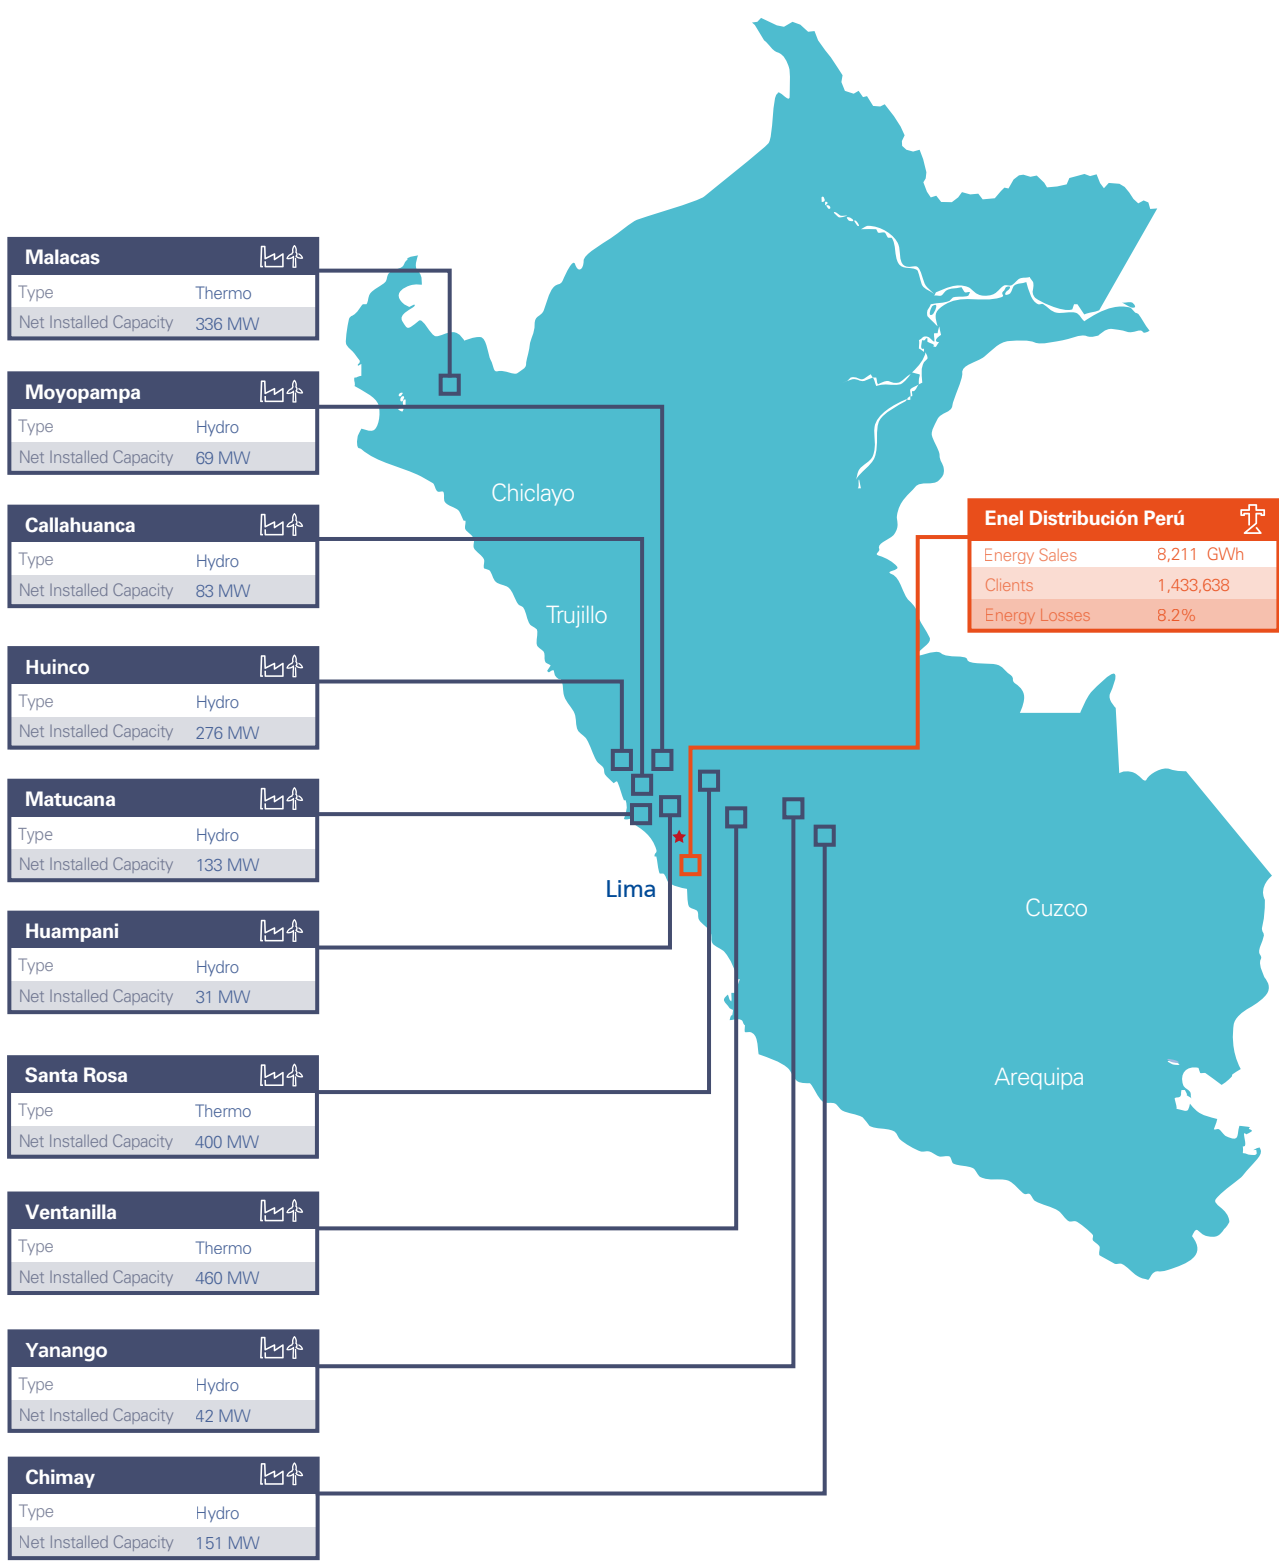 Malacas
Type Thermo
Net Installed Capacity 336 MW
Moyopampa
Type Hydro
Net Installed Capacity 69 MW
Callahuanca
Type Hydro
Net Installed Capacity 83 MW
Huinco
Type Hydro
Net Installed Capacity 276 MW
Matucana
Type Hydro
Net Installed Capacity 133 MW
Huampani
Type Hydro
Net Installed Capacity 31 MW
Santa Rosa
Type Thermo
Net Installed Capacity 400 MW
Ventanilla
Type Thermo
Net Installed Capacity 460 MW
Yanango
Type Hydro
Net Installed Capacity 42 MW
Chimay
Type Hydro
Net Installed Capacity 151 MW
Chiclayo
Trujillo
Lima
Cuzco
Arequipa
Enel Distribución Perú
Energy Sales 8,211 GWh
Clients 1,433,638
Energy Losses 8.2%